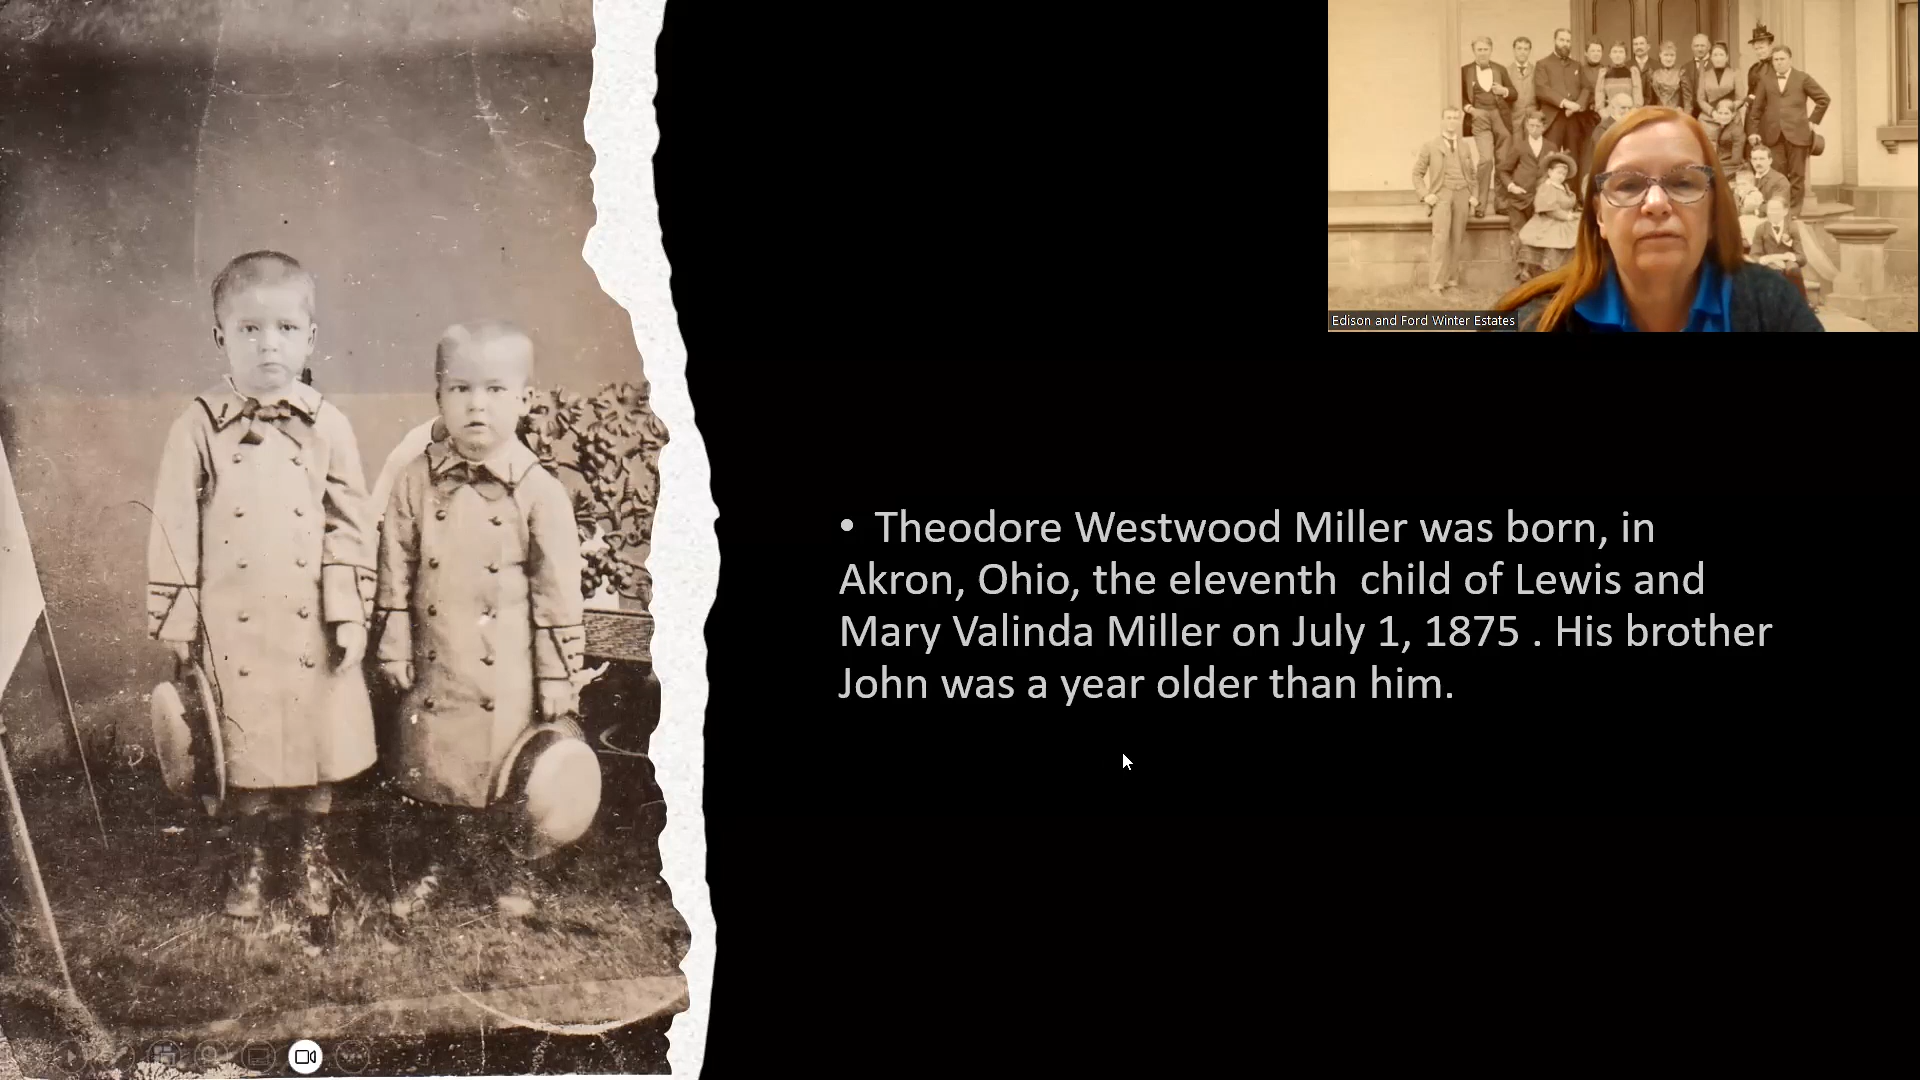 Edison and Ford Winter Estates
• Theodore Westwood Miller was born, in
Akron, Ohio, the eleventh  child of Lewis and
Mary Valinda Miller on July 1, 1875 . His brother
John was a year older than him.